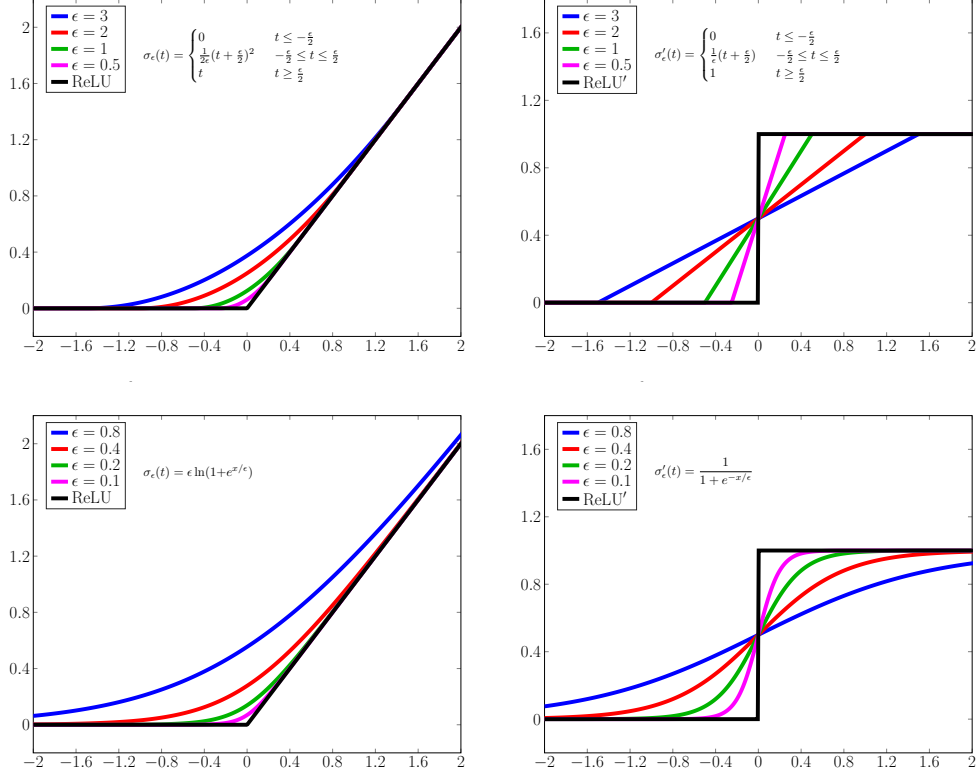 ϵ = 3
ϵ = 2
ϵ = 1
ϵ = 0.5
ReLU
σ_ϵ(t) = { 0 t ≤ −ϵ/2
1/(2ϵ) (t + ϵ/2)² −ϵ/2 ≤ t ≤ ϵ/2
t t ≥ ϵ/2
2
1.6
1.2
0.8
0.4
0
−2 −1.6 −1.2 −0.8 −0.4 0 0.4 0.8 1.2 1.6 2
ϵ = 3
ϵ = 2
ϵ = 1
ϵ = 0.5
ReLU′
σ′_ϵ(t) = { 0 t ≤ −ϵ/2
1/ϵ (t + ϵ/2) −ϵ/2 ≤ t ≤ ϵ/2
1 t ≥ ϵ/2
1.6
1.2
0.8
0.4
0
−2 −1.6 −1.2 −0.8 −0.4 0 0.4 0.8 1.2 1.6 2
ϵ = 0.8
ϵ = 0.4
ϵ = 0.2
ϵ = 0.1
ReLU
σ_ϵ(t) = ϵ ln(1+e^{x/ϵ})
2
1.6
1.2
0.8
0.4
0
−2 −1.6 −1.2 −0.8 −0.4 0 0.4 0.8 1.2 1.6 2
ϵ = 0.8
ϵ = 0.4
ϵ = 0.2
ϵ = 0.1
ReLU′
σ′_ϵ(t) = 1/(1 + e^{−x/ϵ})
1.6
1.2
0.8
0.4
0
−2 −1.6 −1.2 −0.8 −0.4 0 0.4 0.8 1.2 1.6 2